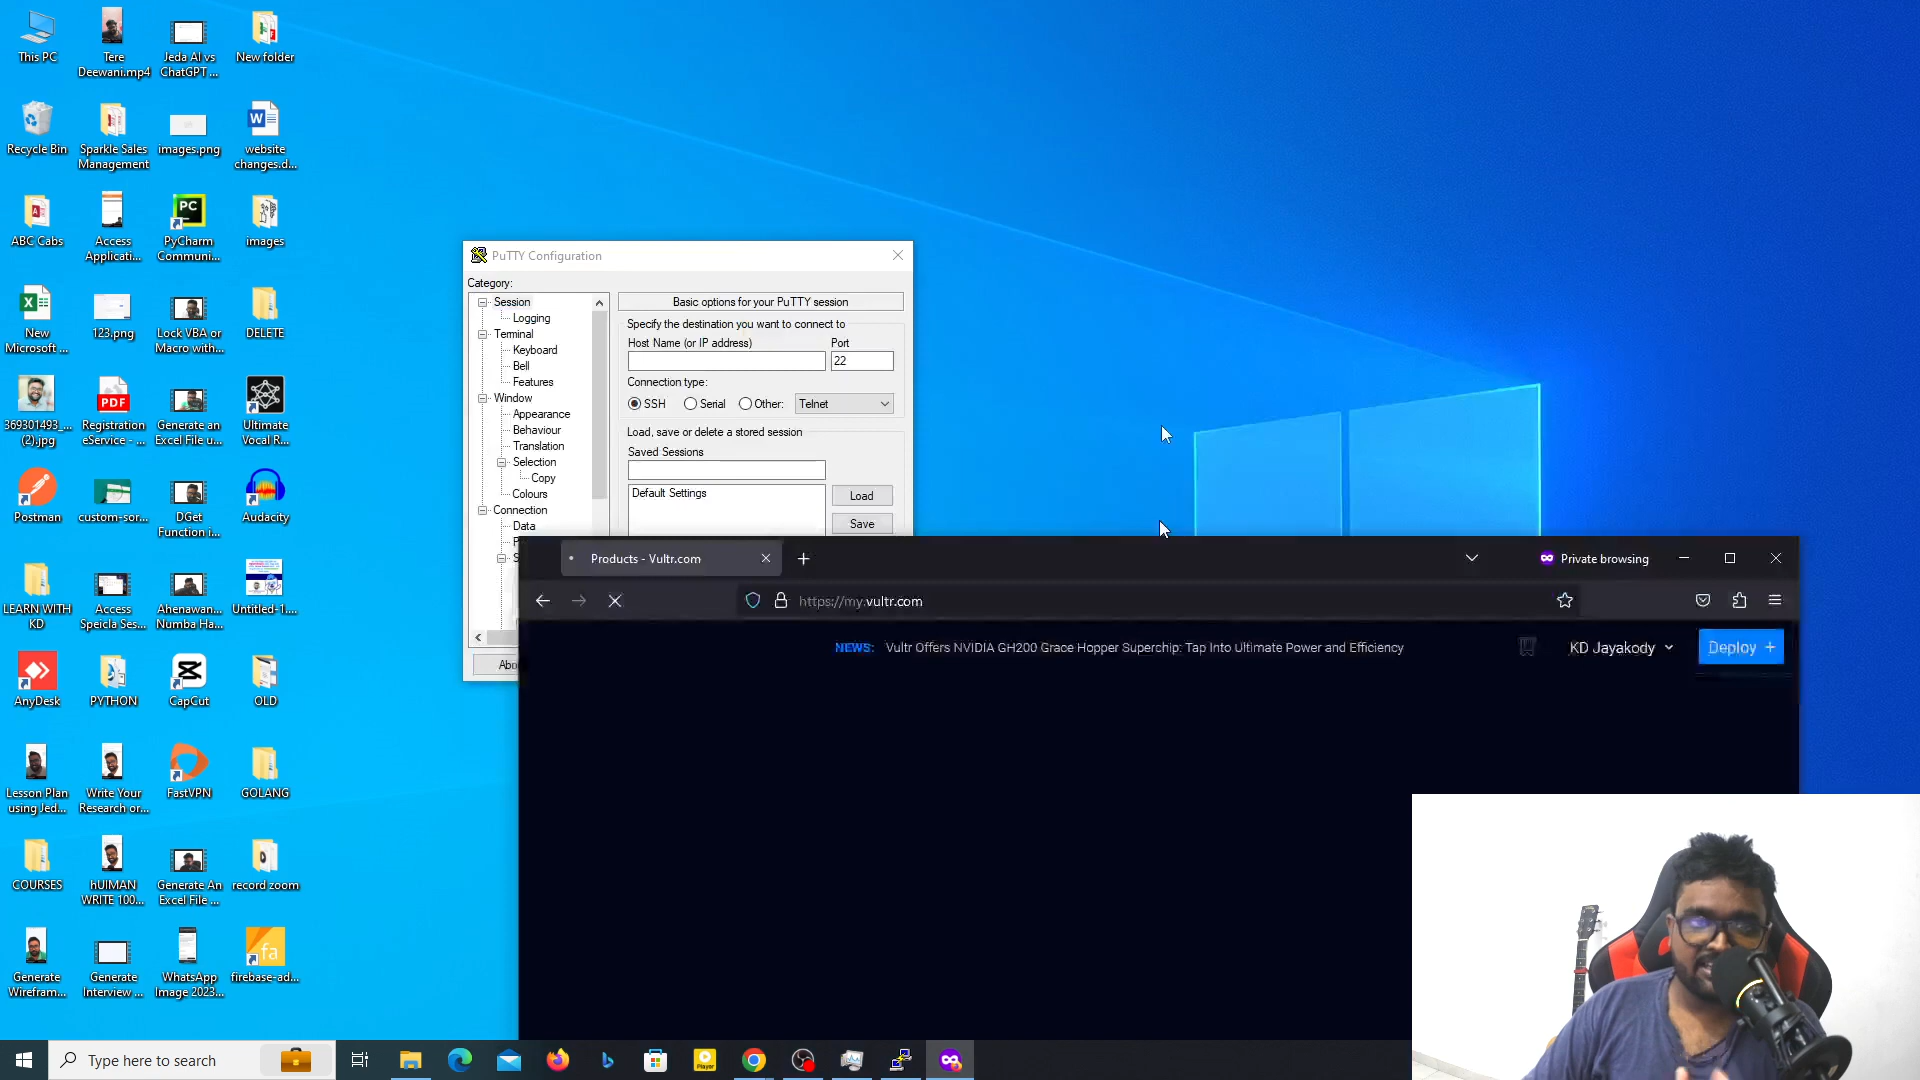 This PC
Tere
Deewani.mp4
Jeda AI vs
ChatGPT ...
New folder
Recycle Bin
Sparkle Sales
Management
images.png
website
changes.d...
ABC Cabs
Access
Applicati...
PyCharm
Communi...
images
New
Microsoft ...
123.png
Lock VBA or
Macro with...
DELETE
369301493_...
(2).jpg
Registration
eService - ...
Generate an
Excel File u...
Ultimate
Vocal R...
Postman
custom-sor...
DGet
Function i...
Audacity
LEARN WITH
KD
Access
Speicla Ses...
Ahenawan...
Numba Ha...
Untitled-1....
AnyDesk
PYTHON
CapCut
OLD
Lesson Plan
using Jed...
Write Your
Research or...
FastVPN
GOLANG
COURSES
hUIMAN
WRITE 100...
Generate An
Excel File ...
record zoom
Generate
Wirefram...
Generate
Interview ...
WhatsApp
Image 2023...
firebase-ad...
PuTTY Configuration
Category:
Session
Logging
Terminal
Keyboard
Bell
Features
Window
Appearance
Behaviour
Translation
Selection
Copy
Colours
Connection
Data
Basic options for your PuTTY session
Specify the destination you want to connect to
Host Name (or IP address)
Port
22
Connection type:
SSH
Serial
Other:
Telnet
Load, save or delete a stored session
Saved Sessions
Default Settings
Load
Save
Products - Vultr.com
Private browsing
https://my.vultr.com
NEWS: Vultr Offers NVIDIA GH200 Grace Hopper Superchip: Tap Into Ultimate Power and Efficiency
KD Jayakody
Deploy +
Type here to search